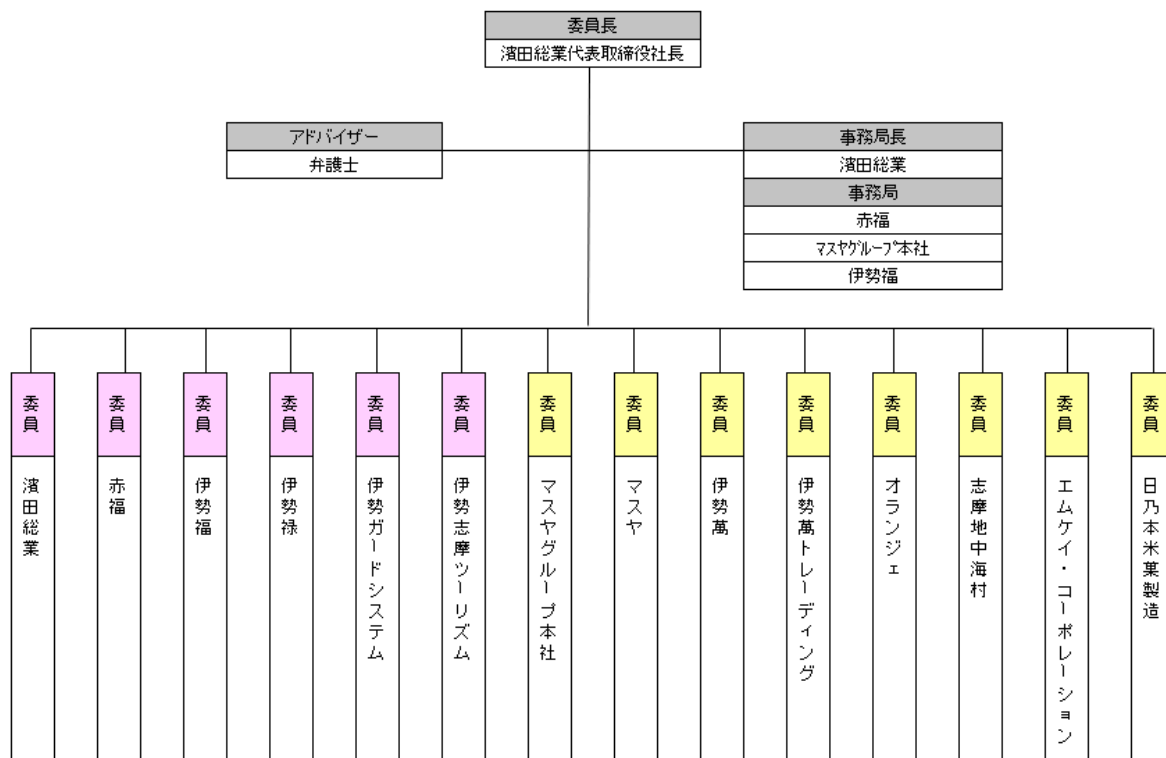 委員長
濱田総業代表取締役社長
アドバイザー
弁護士
事務局長
濱田総業
事務局
赤福
マスヤグループ本社
伊勢福
委員
濱田総業
委員
赤福
委員
伊勢福
委員
伊勢禄
委員
伊勢ガードシステム
委員
伊勢志摩ツーリズム
委員
マスヤグループ本社
委員
マスヤ
委員
伊勢萬
委員
伊勢萬トレーディング
委員
オランジェ
委員
志摩地中海村
委員
エムケイ・コーポレーション
委員
日乃本米菓製造